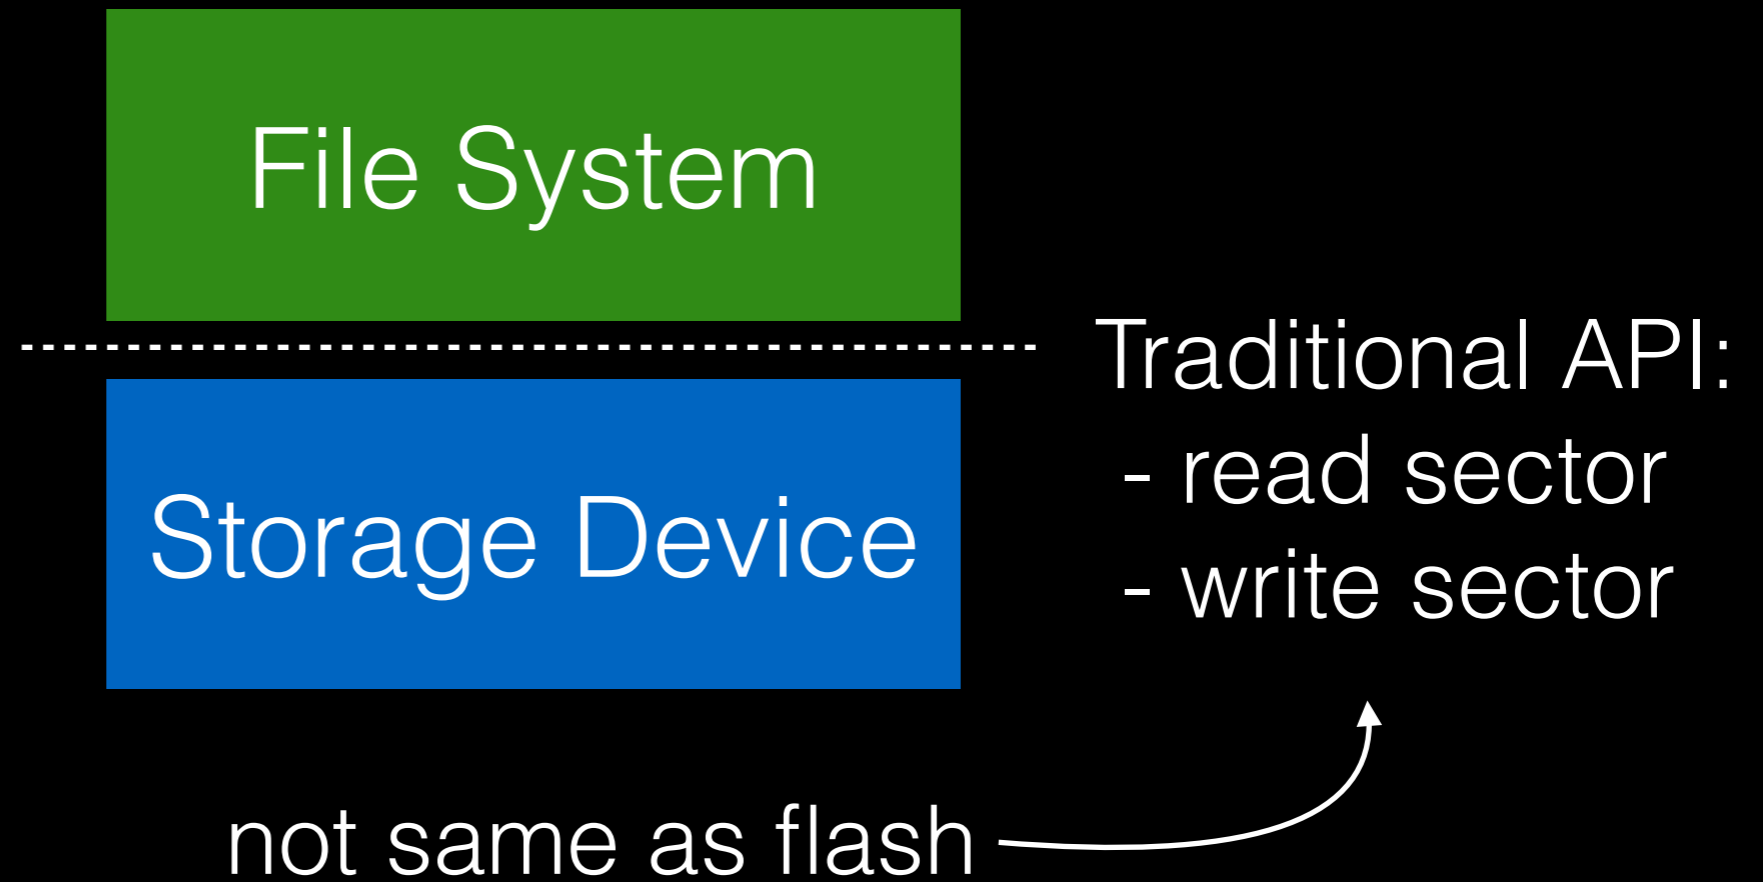 File System
Storage Device
Traditional API:
- read sector
- write sector
not same as flash